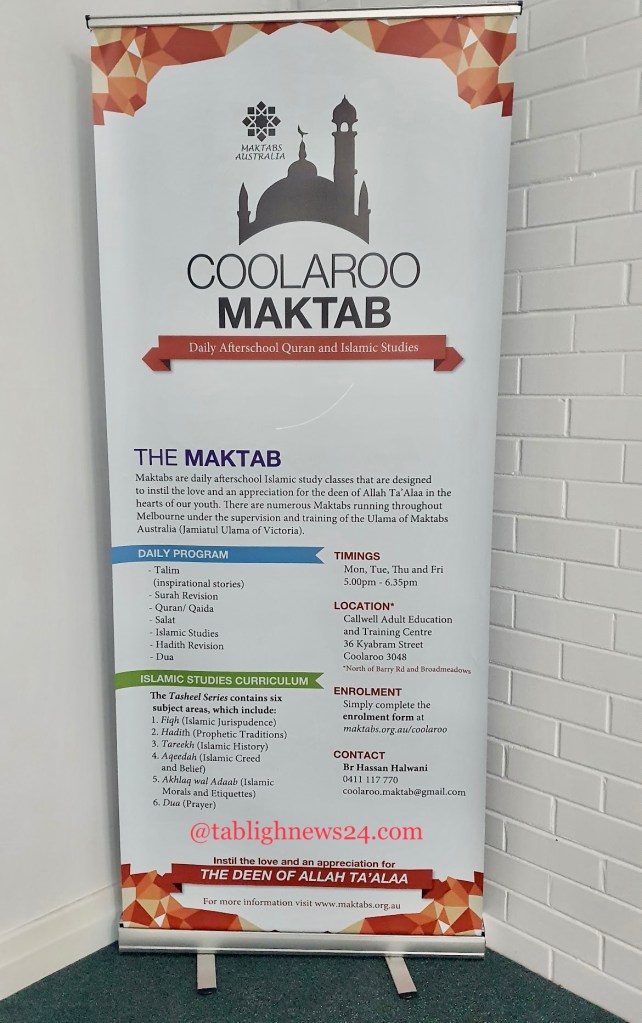 MAKTABS
AUSTRALIA
COOLAROO
MAKTAB
Daily Afterschool Quran and Islamic Studies
THE MAKTAB
Maktabs are daily afterschool Islamic study classes that are designed
to instil the love and an appreciation for the deen of Allah Ta'Alaa in the
hearts of our youth. There are numerous Maktabs running throughout
Melbourne under the supervision and training of the Ulama of Maktabs
Australia (Jamiatul Ulama of Victoria).
DAILY PROGRAM
- Talim
(inspirational stories)
- Surah Revision
- Quran/ Qaida
- Salat
- Islamic Studies
- Hadith Revision
- Dua
ISLAMIC STUDIES CURRICULUM
The Tasheel Series contains six
subject areas, which include:
1. Fiqh (Islamic Jurispudence)
2. Hadith (Prophetic Traditions)
3. Tareekh (Islamic History)
4. Aqeedah (Islamic Creed
and Belief)
5. Akhlaq wal Adaab (Islamic
Morals and Etiquettes)
6. Dua (Prayer)
TIMINGS
Mon, Tue, Thu and Fri
5.00pm - 6.35pm
LOCATION*
Callwell Adult Education
and Training Centre
36 Kyabram Street
Coolaroo 3048
*North of Barry Rd and Broadmeadows
ENROLMENT
Simply complete the
enrolment form at
maktabs.org.au/coolaroo
CONTACT
Br Hassan Halwani
0411 117 770
coolaroo.maktab@gmail.com
@tablighnews24.com
Instil the love and an appreciation for
THE DEEN OF ALLAH TA'ALAA
For more information visit www.maktabs.org.au